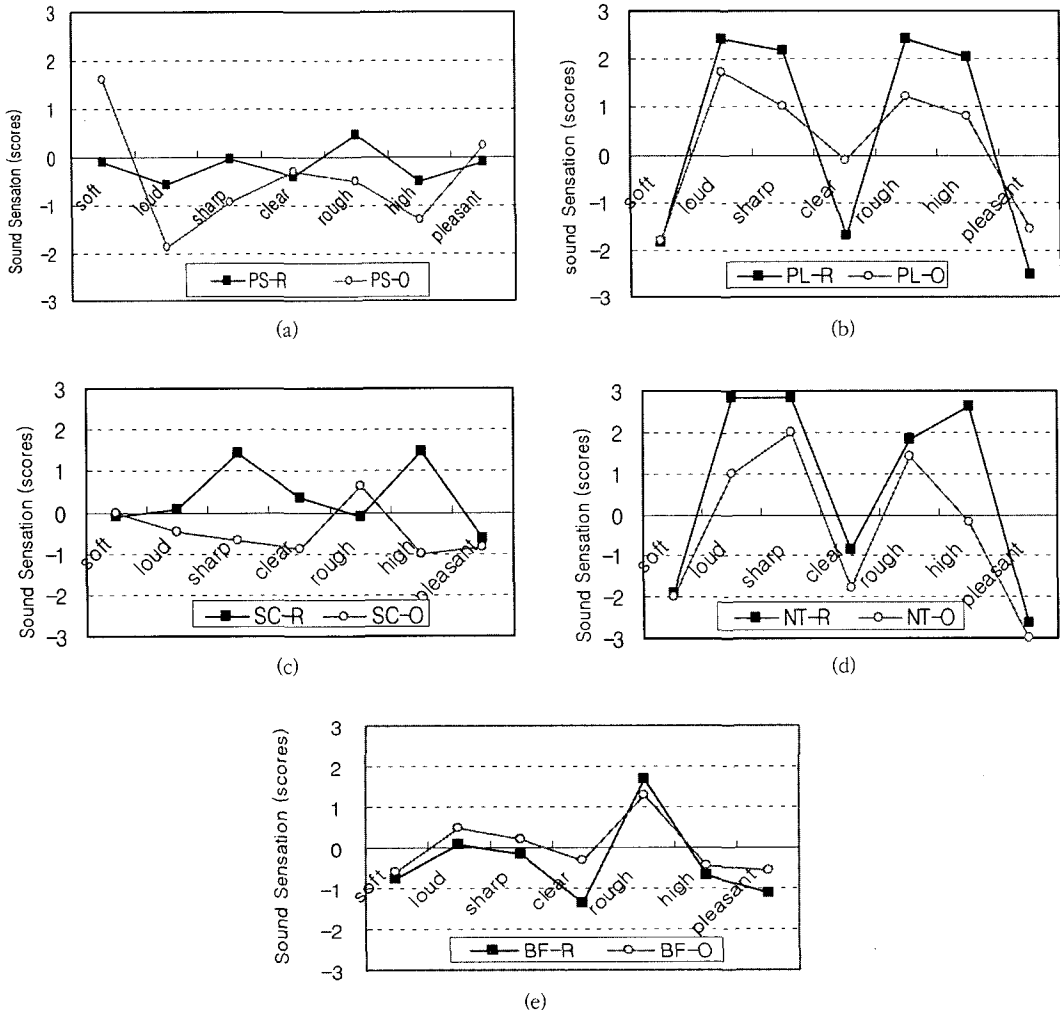 3
2
1
0
-1
-2
-3
Sound Sensaton (scores)
soft
loud
sharp
clear
rough
high
pleasant
PS-R PS-O
(a)
3
2
1
0
-1
-2
-3
sound Sensation (scores)
soft
loud
sharp
clear
rough
high
pleasant
PL-R PL-O
(b)
3
2
1
0
-1
-2
-3
Sound Sensation (scores)
soft
loud
sharp
clear
rough
high
pleasant
SC-R SC-O
(c)
3
2
1
0
-1
-2
-3
Sound Sensation (scores)
soft
loud
sharp
clear
rough
high
pleasant
NT-R NT-O
(d)
3
2
1
0
-1
-2
-3
Sound Sensation (scores)
soft
loud
sharp
clear
rough
high
pleasant
BF-R BF-O
(e)